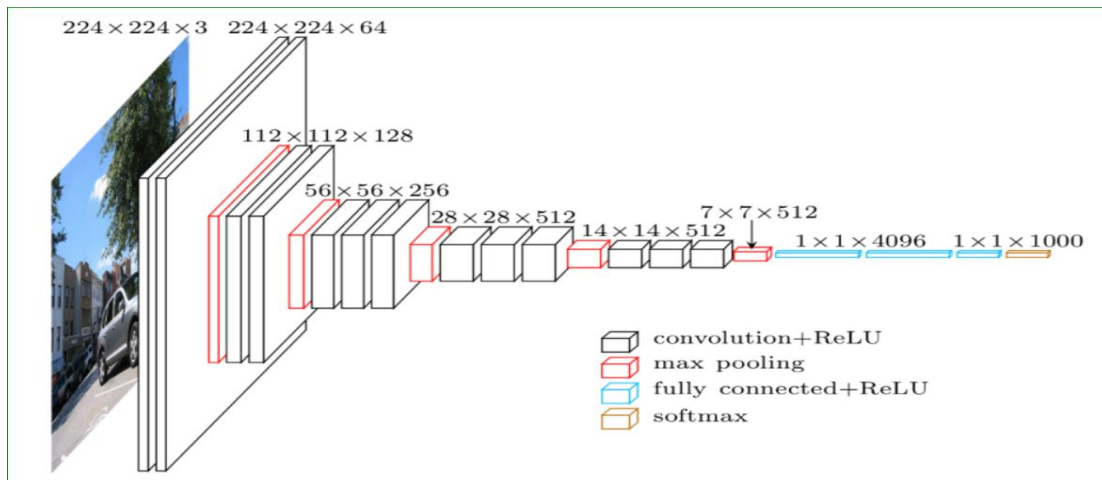 224 × 224 × 3
224 × 224 × 64
112 × 112 × 128
56 × 56 × 256
28 × 28 × 512
14 × 14 × 512
7 × 7 × 512
1 × 1 × 4096
1 × 1 × 1000
convolution+ReLU
max pooling
fully connected+ReLU
softmax